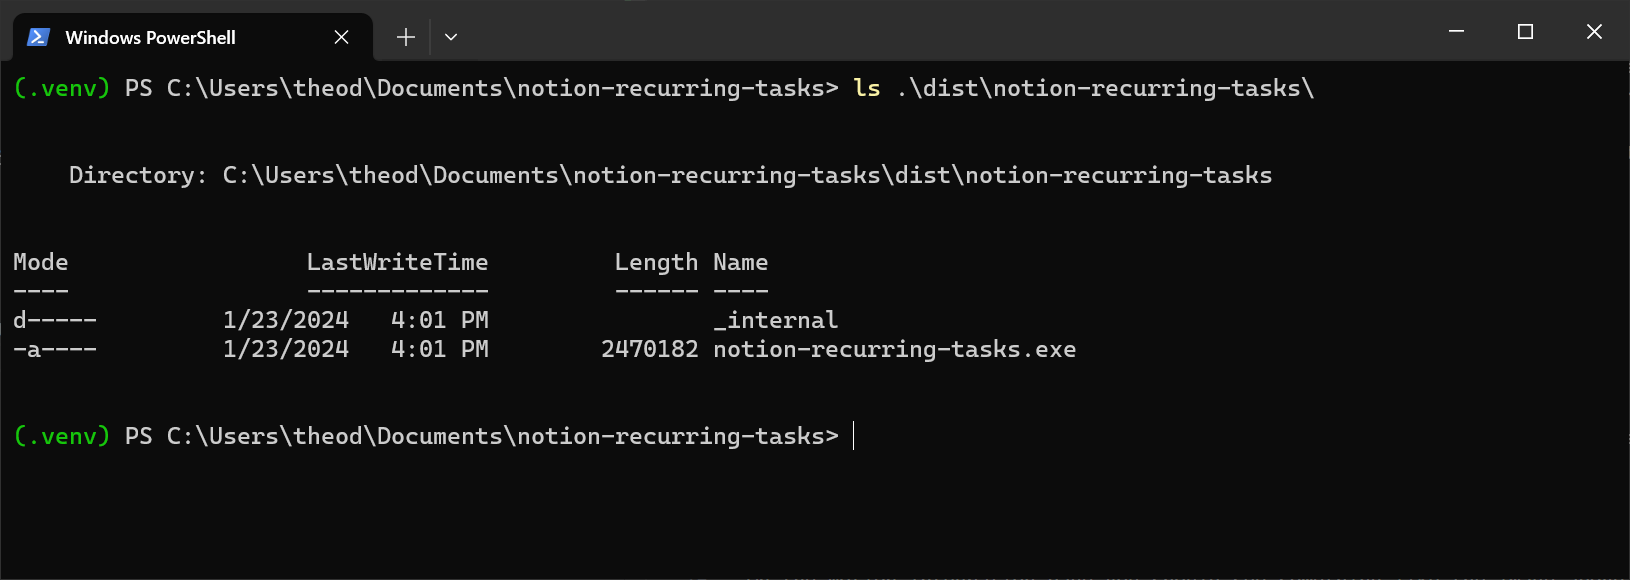 Windows PowerShell
(.venv) PS C:\Users\theod\Documents\notion-recurring-tasks> ls .\dist\notion-recurring-tasks\
Directory: C:\Users\theod\Documents\notion-recurring-tasks\dist\notion-recurring-tasks
Mode LastWriteTime Length Name
---- ------------- ------ ----
d----- 1/23/2024 4:01 PM _internal
-a---- 1/23/2024 4:01 PM 2470182 notion-recurring-tasks.exe
(.venv) PS C:\Users\theod\Documents\notion-recurring-tasks>